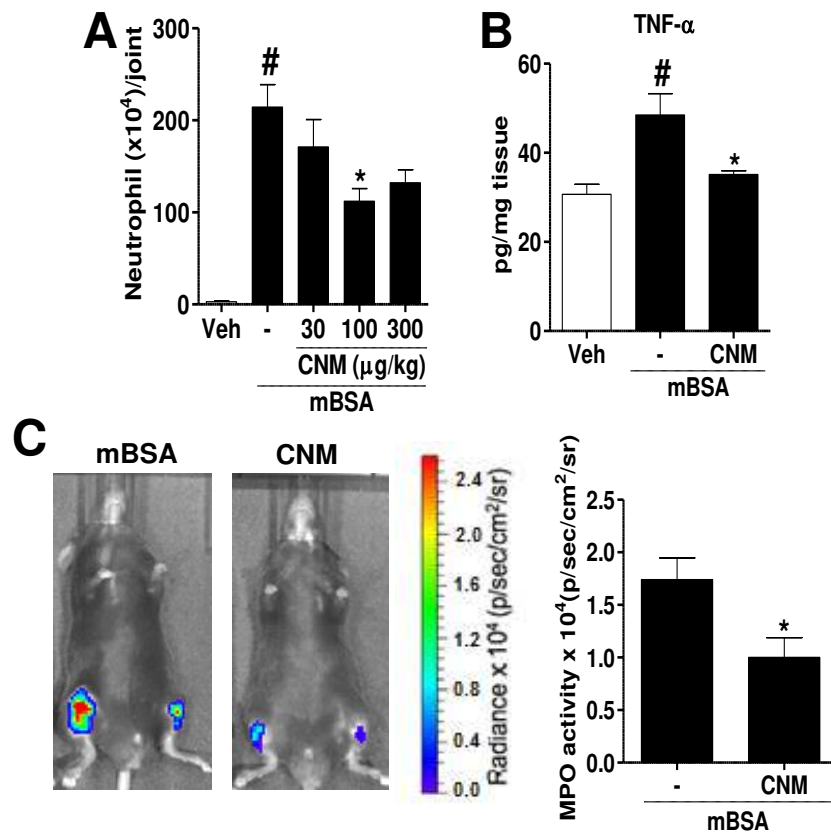 A
Neutrophil (x10⁴)/joint
300
200
100
0
#
*
Veh - 30 100 300
CNM (μg/kg)
mBSA
B
TNF-α
pg/mg tissue
60
40
20
0
#
*
Veh - CNM
mBSA
C
mBSA CNM
2.4
2.0
1.6
1.2
0.8
0.4
0.0
Radiance x 10⁴ (p/sec/cm²/sr)
MPO activity x 10⁴(p/sec/cm²/sr)
2.5
2.0
1.5
1.0
0.5
0.0
*
- CNM
mBSA